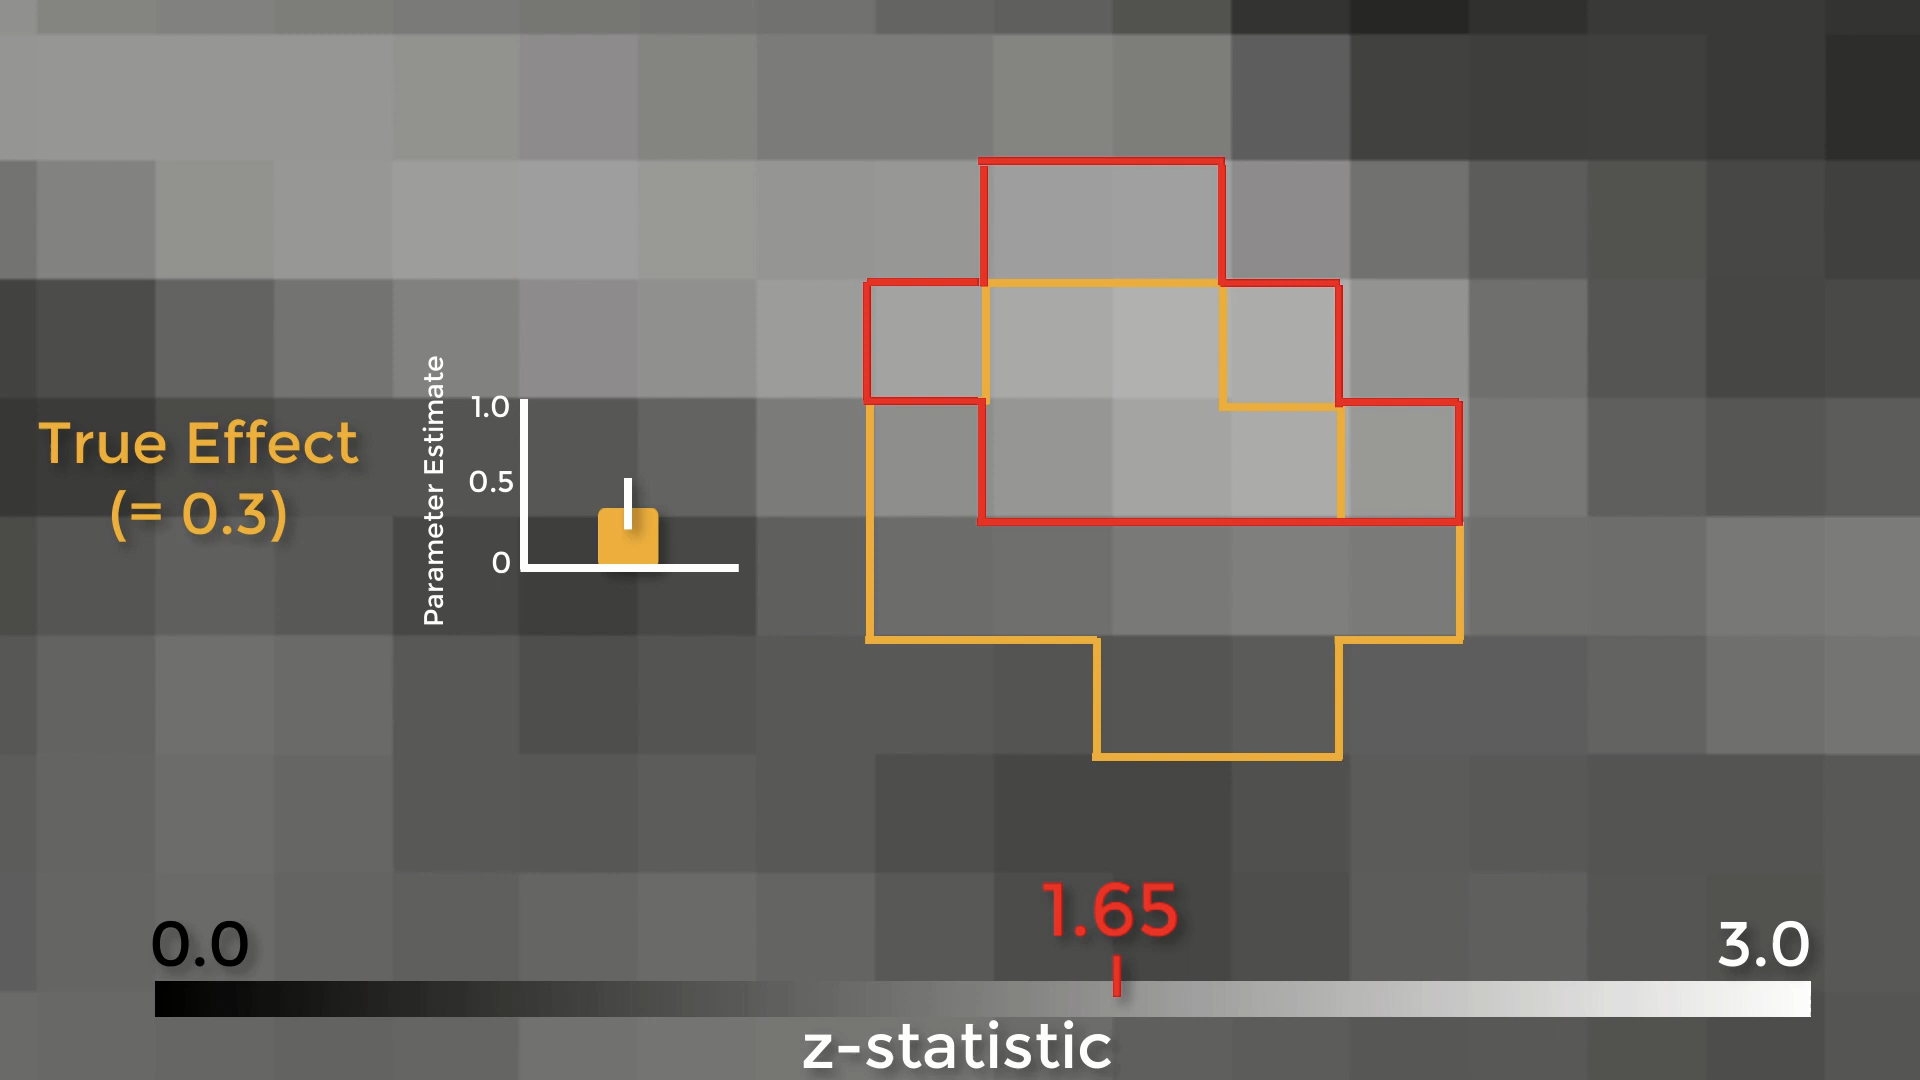 True Effect
(= 0.3)
Parameter Estimate
1.0
0.5
0
1.65
0.0
3.0
z-statistic